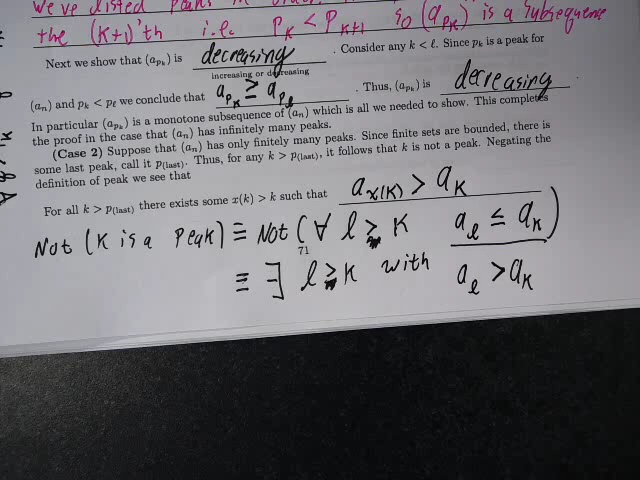 We've listed peaks in order
the (k+1)'th i.e. P_K < P_{K+1} so (a_{P_K}) is a subsequence
Next we show that (a_{p_k}) is decreasing . Consider any k < ℓ. Since p_k is a peak for
increasing or decreasing
(a_n) and p_k < p_ℓ we conclude that a_{P_K} ≥ a_{P_ℓ} . Thus, (a_{p_k}) is decreasing .
In particular (a_{p_k}) is a monotone subsequence of (a_n) which is all we needed to show. This completes
the proof in the case that (a_n) has infinitely many peaks.
(Case 2) Suppose that (a_n) has only finitely many peaks. Since finite sets are bounded, there is
some last peak, call it p_(last). Thus, for any k > p_(last), it follows that k is not a peak. Negating the
definition of peak we see that
For all k > p_(last) there exists some x(k) > k such that a_{x(K)} > a_K
Not (K is a peak) ≡ Not (∀ ℓ ≥ K a_ℓ ≤ a_K)
71
≡ ∃ ℓ ≥ K with a_ℓ > a_K